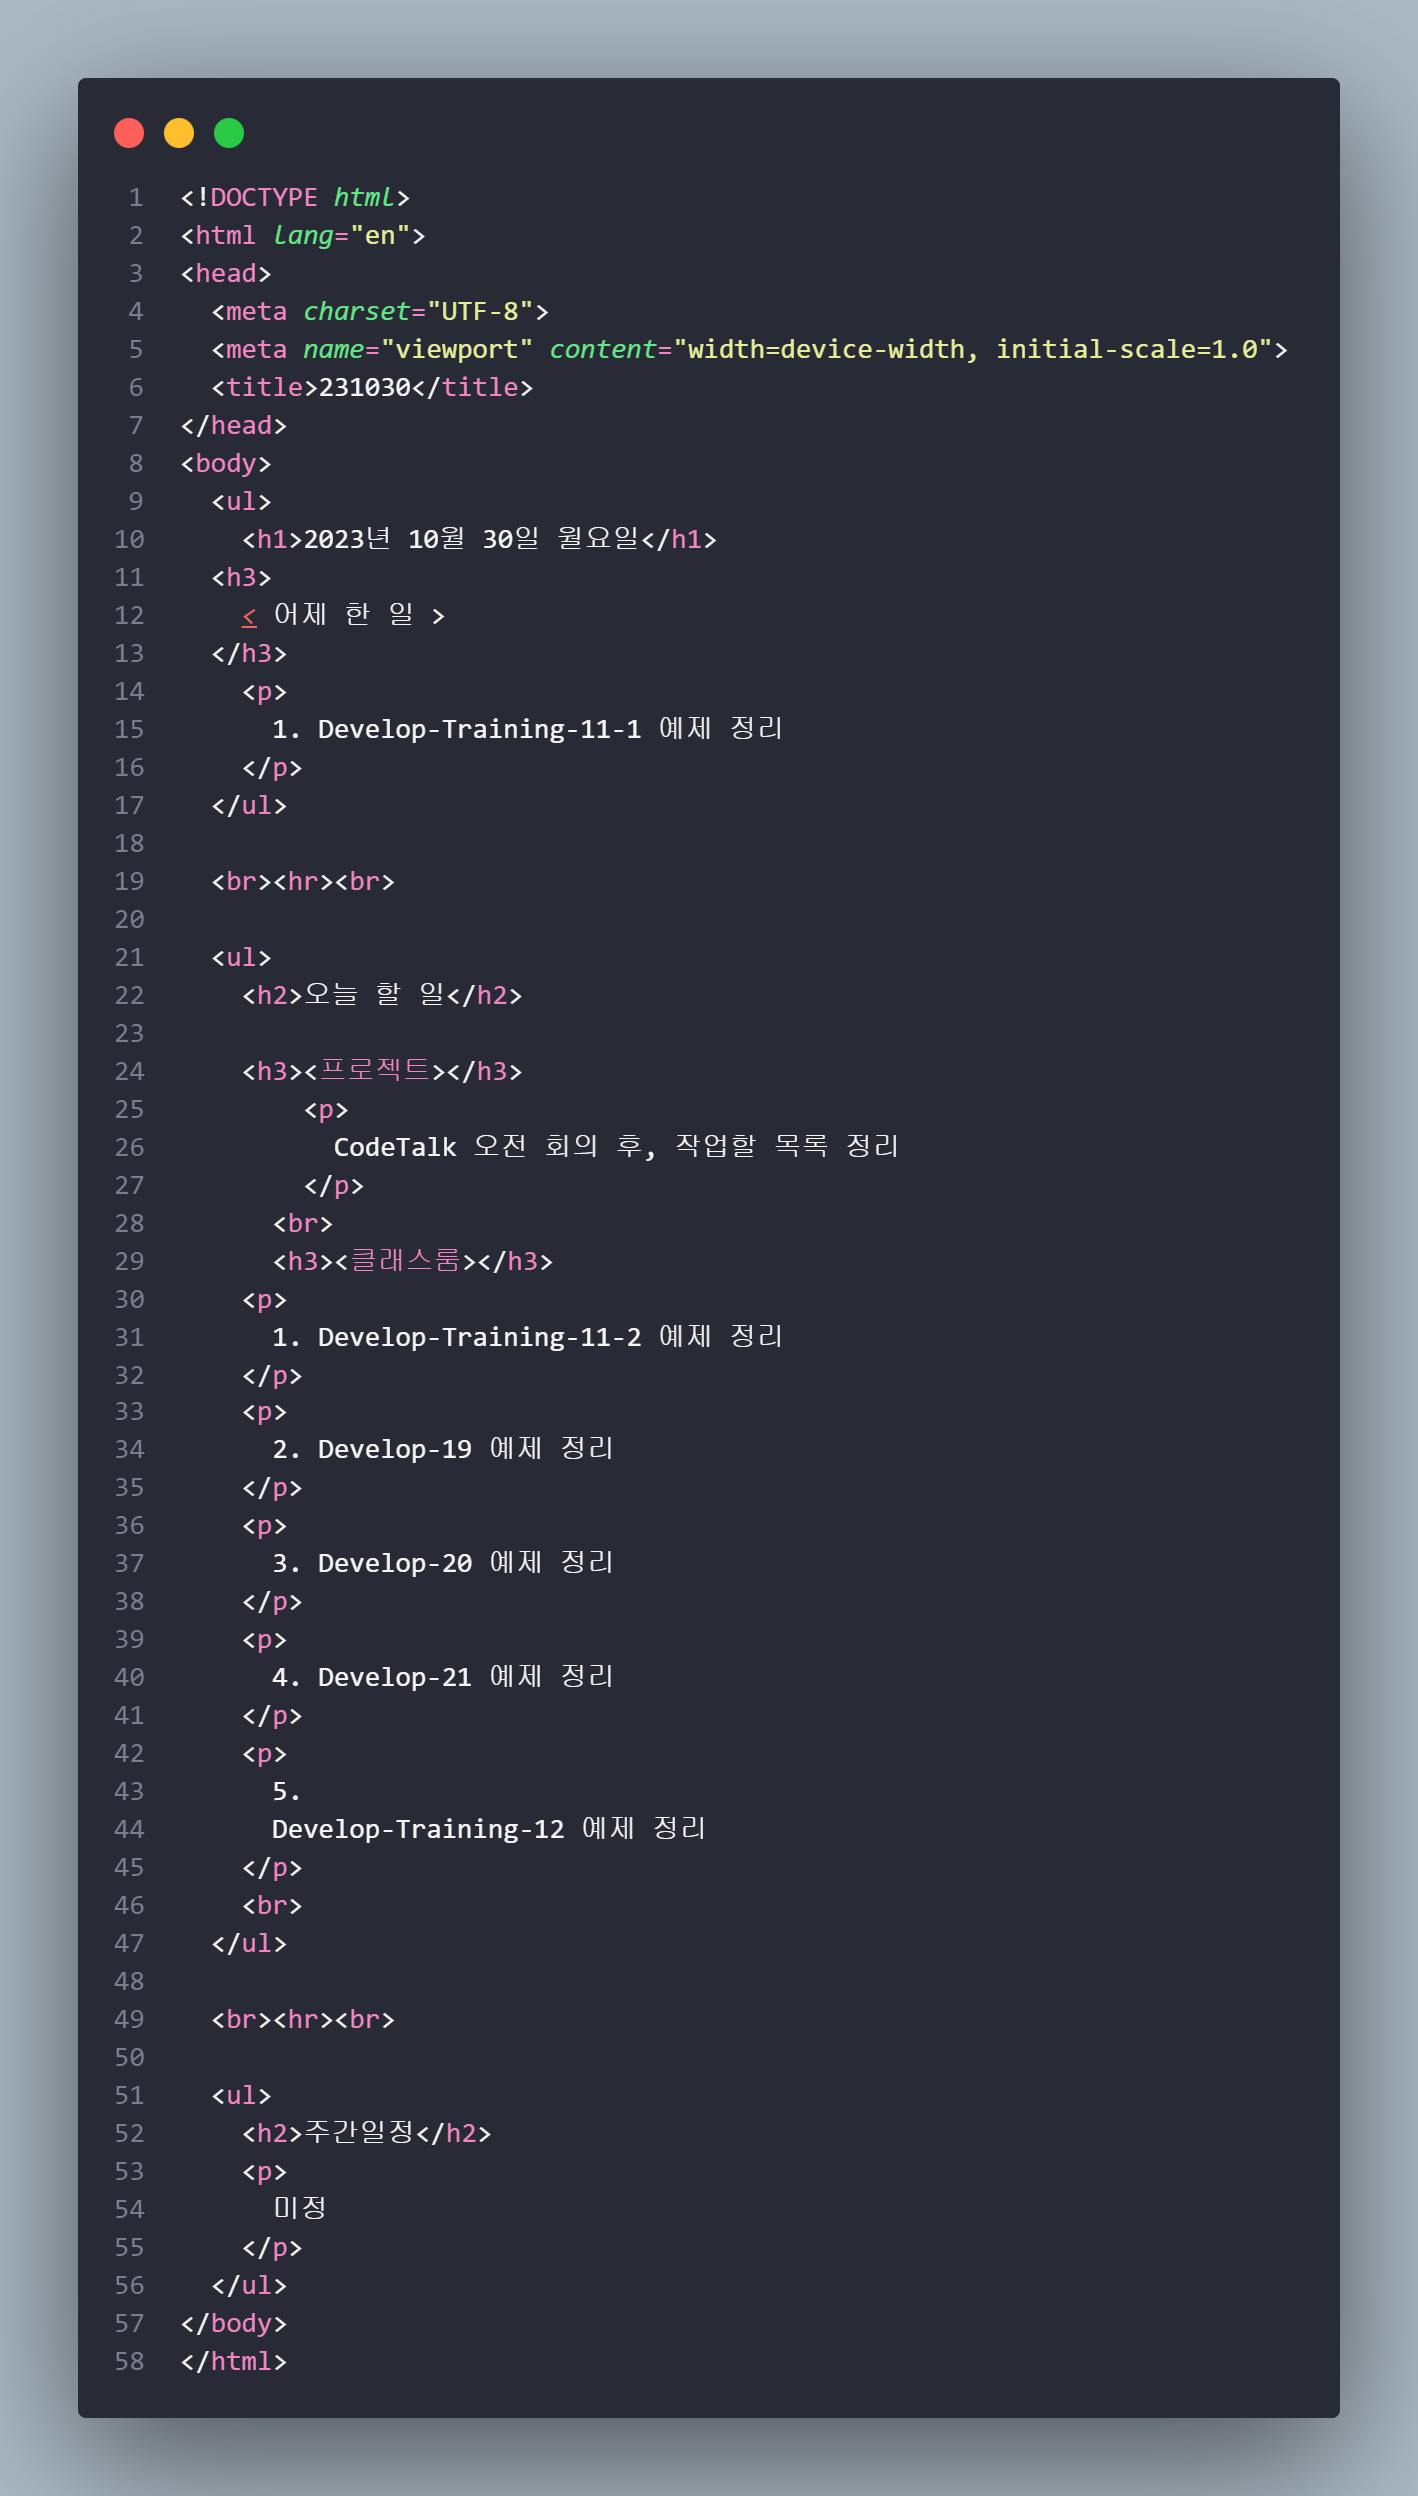 1 <!DOCTYPE html>
2 <html lang="en">
3 <head>
4   <meta charset="UTF-8">
5   <meta name="viewport" content="width=device-width, initial-scale=1.0">
6   <title>231030</title>
7 </head>
8 <body>
9   <ul>
10     <h1>2023년 10월 30일 월요일</h1>
11   <h3>
12     < 어제 한 일 >
13   </h3>
14     <p>
15       1. Develop-Training-11-1 예제 정리
16     </p>
17   </ul>
18
19   <br><hr><br>
20
21   <ul>
22     <h2>오늘 할 일</h2>
23
24     <h3><프로젝트></h3>
25         <p>
26           CodeTalk 오전 회의 후, 작업할 목록 정리
27         </p>
28       <br>
29       <h3><클래스룸></h3>
30     <p>
31       1. Develop-Training-11-2 예제 정리
32     </p>
33     <p>
34       2. Develop-19 예제 정리
35     </p>
36     <p>
37       3. Develop-20 예제 정리
38     </p>
39     <p>
40       4. Develop-21 예제 정리
41     </p>
42     <p>
43       5.
44       Develop-Training-12 예제 정리
45     </p>
46     <br>
47   </ul>
48
49   <br><hr><br>
50
51   <ul>
52     <h2>주간일정</h2>
53     <p>
54       미정
55     </p>
56   </ul>
57 </body>
58 </html>